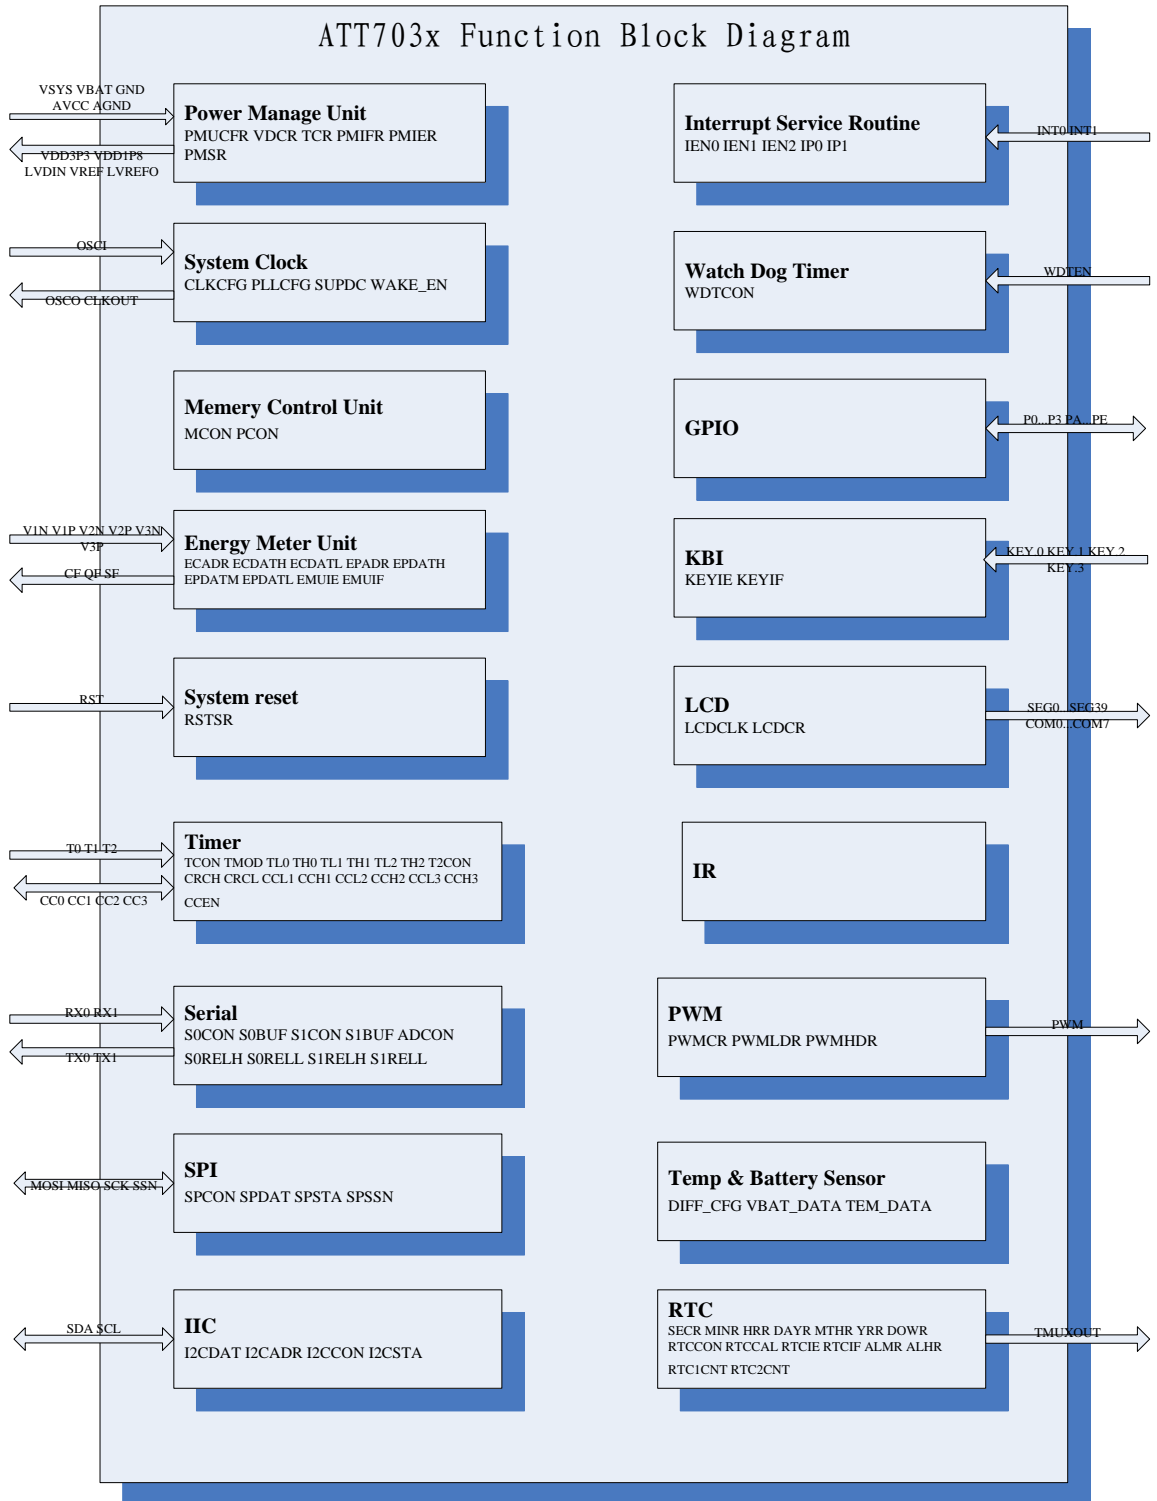 ATT703x Function Block Diagram
VSYS VBAT GND
AVCC AGND
VDD3P3 VDD1P8
LVDIN VREF LVREFO
Power Manage Unit
PMUCFR VDCR TCR PMIFR PMIER
PMSR
Interrupt Service Routine
IEN0 IEN1 IEN2 IP0 IP1
INT0 INT1
OSCI
OSCO CLKOUT
System Clock
CLKCFG PLLCFG SUPDC WAKE_EN
Watch Dog Timer
WDTCON
WDTEN
Memery Control Unit
MCON PCON
GPIO
P0...P3 PA...PE
V1N V1P V2N V2P V3N
V3P
CF QF SF
Energy Meter Unit
ECADR ECDATH ECDATL EPADR EPDATH
EPDATM EPDATL EMUIE EMUIF
KBI
KEYIE KEYIF
KEY.0 KEY.1 KEY.2
KEY.3
RST
System reset
RSTSR
LCD
LCDCLK LCDCR
SEG0...SEG39
COM0...COM7
T0 T1 T2
CC0 CC1 CC2 CC3
Timer
TCON TMOD TL0 TH0 TL1 TH1 TL2 TH2 T2CON
CRCH CRCL CCL1 CCH1 CCL2 CCH2 CCL3 CCH3
CCEN
IR
RX0 RX1
TX0 TX1
Serial
S0CON S0BUF S1CON S1BUF ADCON
S0RELH S0RELL S1RELH S1RELL
PWM
PWMCR PWMLDR PWMHDR
PWM
MOSI MISO SCK SSN
SPI
SPCON SPDAT SPSTA SPSSN
Temp & Battery Sensor
DIFF_CFG VBAT_DATA TEM_DATA
SDA SCL
IIC
I2CDAT I2CADR I2CCON I2CSTA
RTC
SECR MINR HRR DAYR MTHR YRR DOWR
RTCCON RTCCAL RTCIE RTCIF ALMR ALHR
RTC1CNT RTC2CNT
TMUXOUT